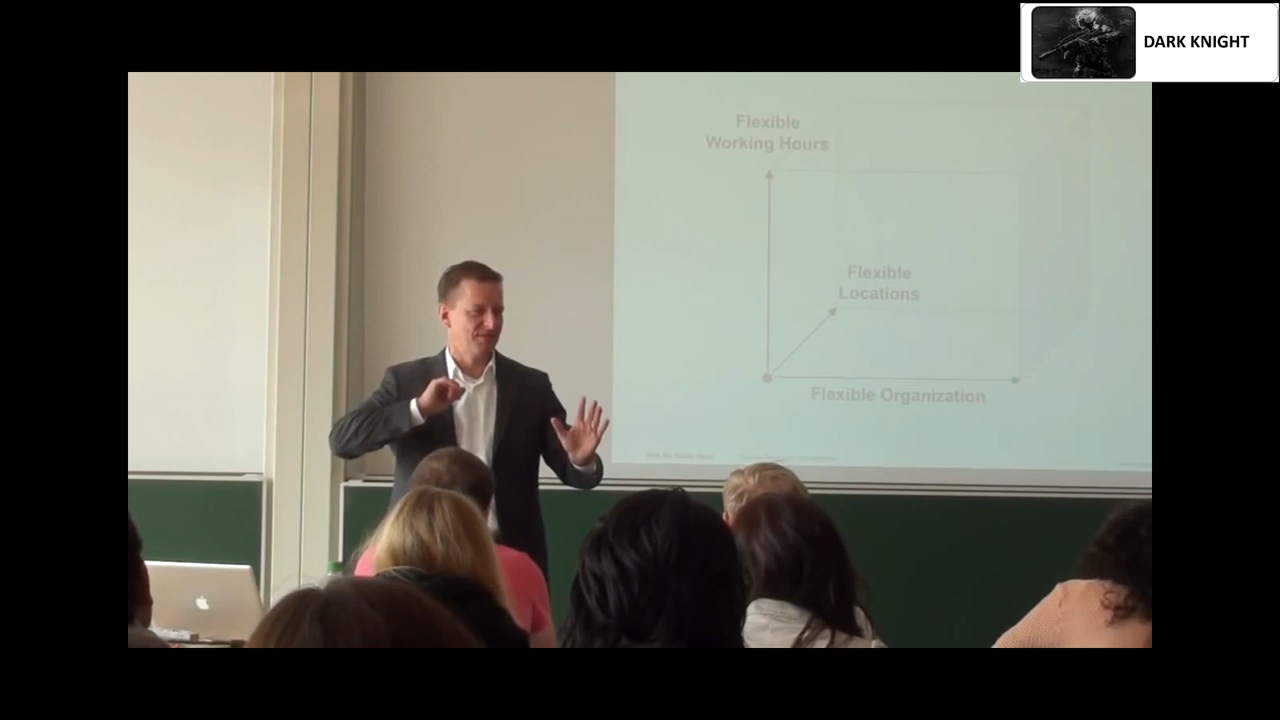 DARK KNIGHT
Flexible
Working Hours
Flexible
Locations
Flexible Organization